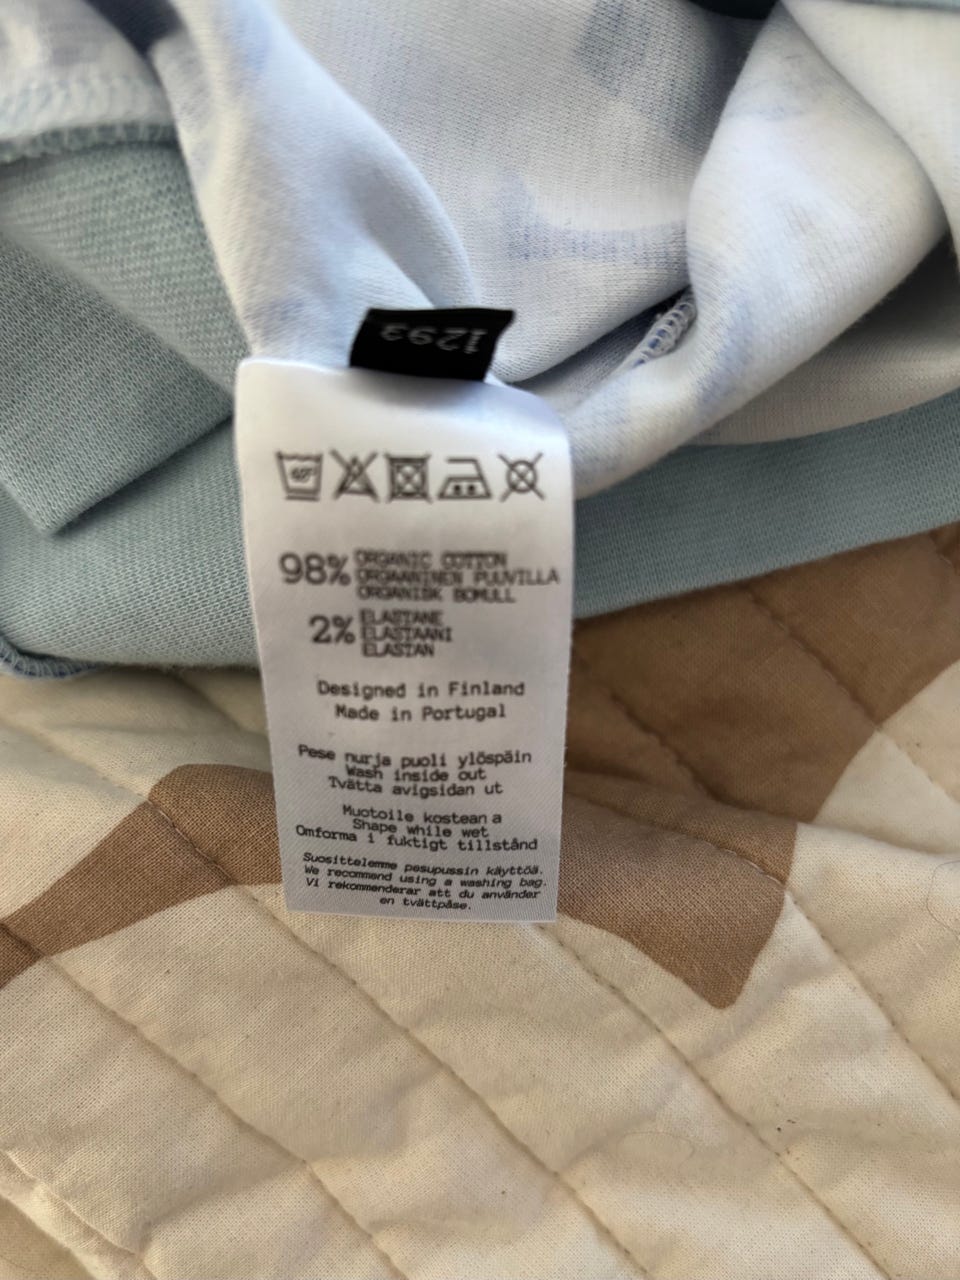 1293
40°
98% ORGANIC COTTON
ORGAANINEN PUUVILLA
ORGANISK BOMULL
2% ELASTANE
ELASTAANI
ELASTAN
Designed in Finland
Made in Portugal
Pese nurja puoli ylöspäin
Wash inside out
Tvätta avigsidan ut
Muotoile kostean a
Shape while wet
Omforma i fuktigt tillstånd
Suosittelemme pesupussin käyttöä.
We recommend using a washing bag.
Vi rekommenderar att du använder
en tvättpåse.